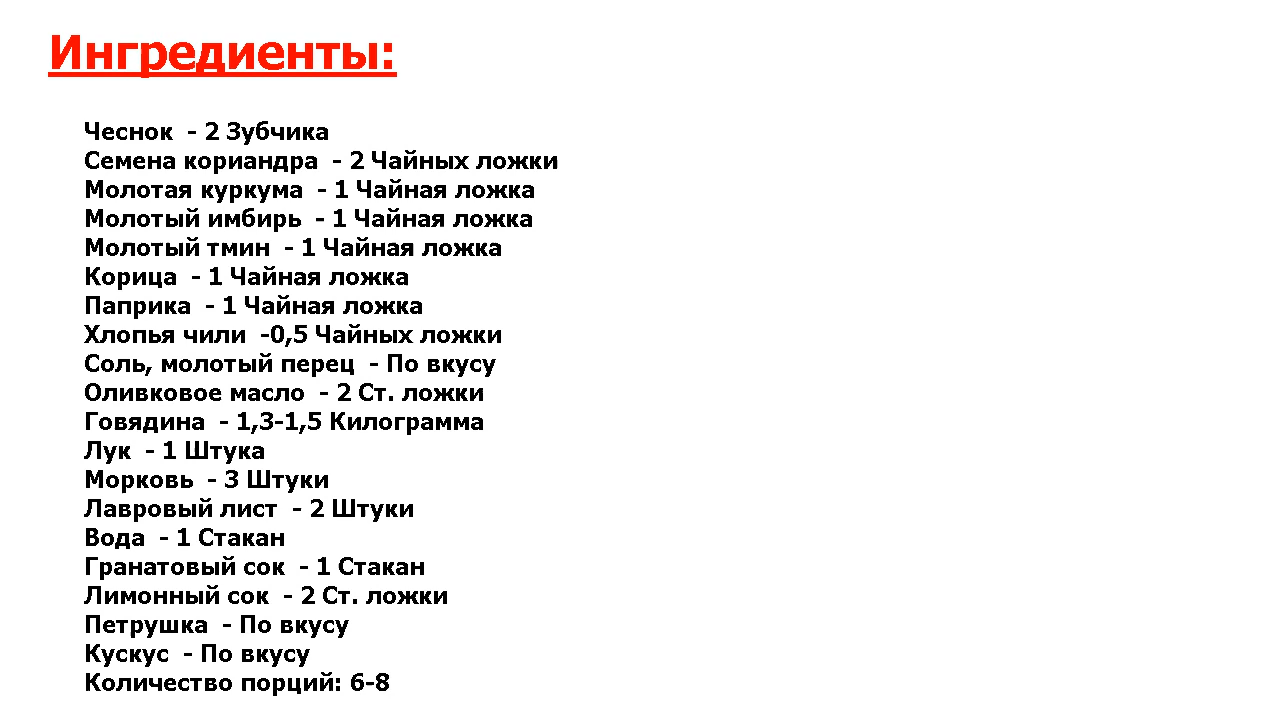 Ингредиенты:
Чеснок  - 2 Зубчика
Семена кориандра  - 2 Чайных ложки
Молотая куркума  - 1 Чайная ложка
Молотый имбирь  - 1 Чайная ложка
Молотый тмин  - 1 Чайная ложка
Корица  - 1 Чайная ложка
Паприка  - 1 Чайная ложка
Хлопья чили  -0,5 Чайных ложки
Соль, молотый перец  - По вкусу
Оливковое масло  - 2 Ст. ложки
Говядина  - 1,3-1,5 Килограмма
Лук  - 1 Штука
Морковь  - 3 Штуки
Лавровый лист  - 2 Штуки
Вода  - 1 Стакан
Гранатовый сок  - 1 Стакан
Лимонный сок  - 2 Ст. ложки
Петрушка  - По вкусу
Кускус  - По вкусу
Количество порций: 6-8